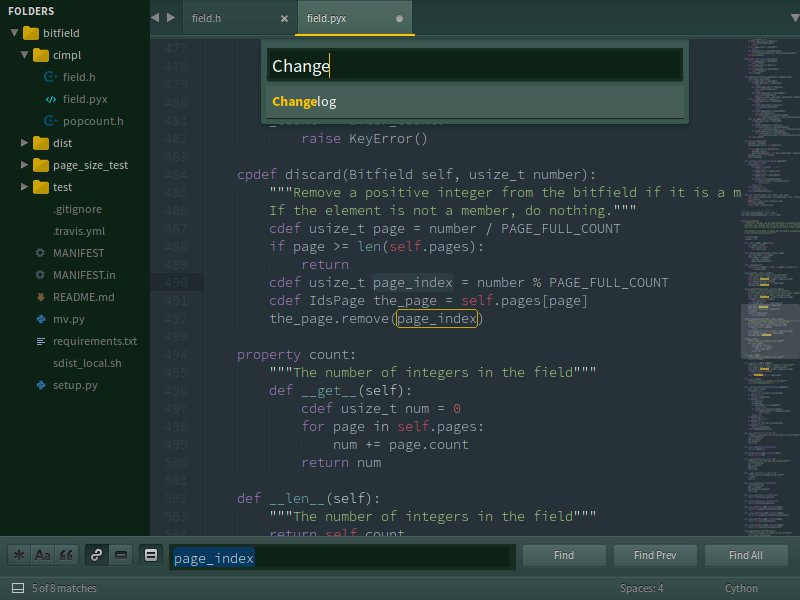 FOLDERS
bitfield
cimpl
field.h
field.pyx
popcount.h
dist
page_size_test
test
.gitignore
.travis.yml
MANIFEST
MANIFEST.in
README.md
mv.py
requirements.txt
sdist_local.sh
setup.py
field.h
field.pyx
Change
Changelog
477
478
479
480
481
482 raise KeyError()
483
484 cpdef discard(Bitfield self, usize_t number):
485 """Remove a positive integer from the bitfield if it is a m
486 If the element is not a member, do nothing."""
487 cdef usize_t page = number / PAGE_FULL_COUNT
488 if page >= len(self.pages):
489 return
490 cdef usize_t page_index = number % PAGE_FULL_COUNT
491 cdef IdsPage the_page = self.pages[page]
492 the_page.remove(page_index)
493
494 property count:
495 """The number of integers in the field"""
496 def __get__(self):
497 cdef usize_t num = 0
498 for page in self.pages:
499 num += page.count
500 return num
501
502 def __len__(self):
503 """The number of integers in the field"""
504 return self.count
page_index
Find
Find Prev
Find All
5 of 8 matches
Spaces: 4
Cython